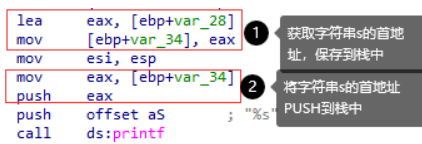 lea     eax, [ebp+var_28]
mov     [ebp+var_34], eax
mov     esi, esp
mov     eax, [ebp+var_34]
push    eax
push    offset aS       ; "%s"
call    ds:printf
1 获取字符串s的首地
址，保存到栈中
2 将字符串s的首地址
PUSH到栈中